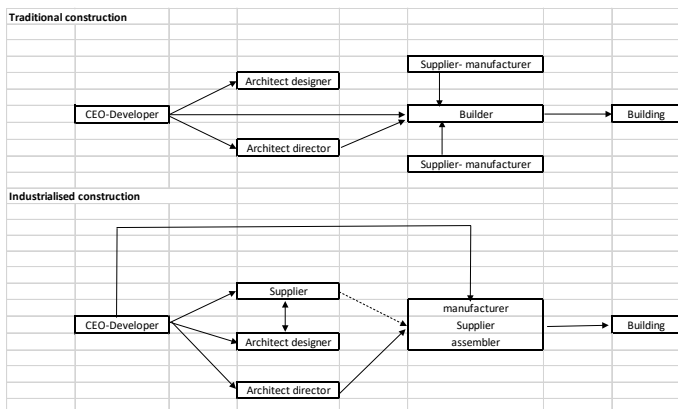 Traditional construction
Supplier- manufacturer
Architect designer
CEO-Developer
Builder
Building
Architect director
Supplier- manufacturer
Industrialised construction
Supplier
manufacturer
CEO-Developer
Supplier
Building
Architect designer
assembler
Architect director